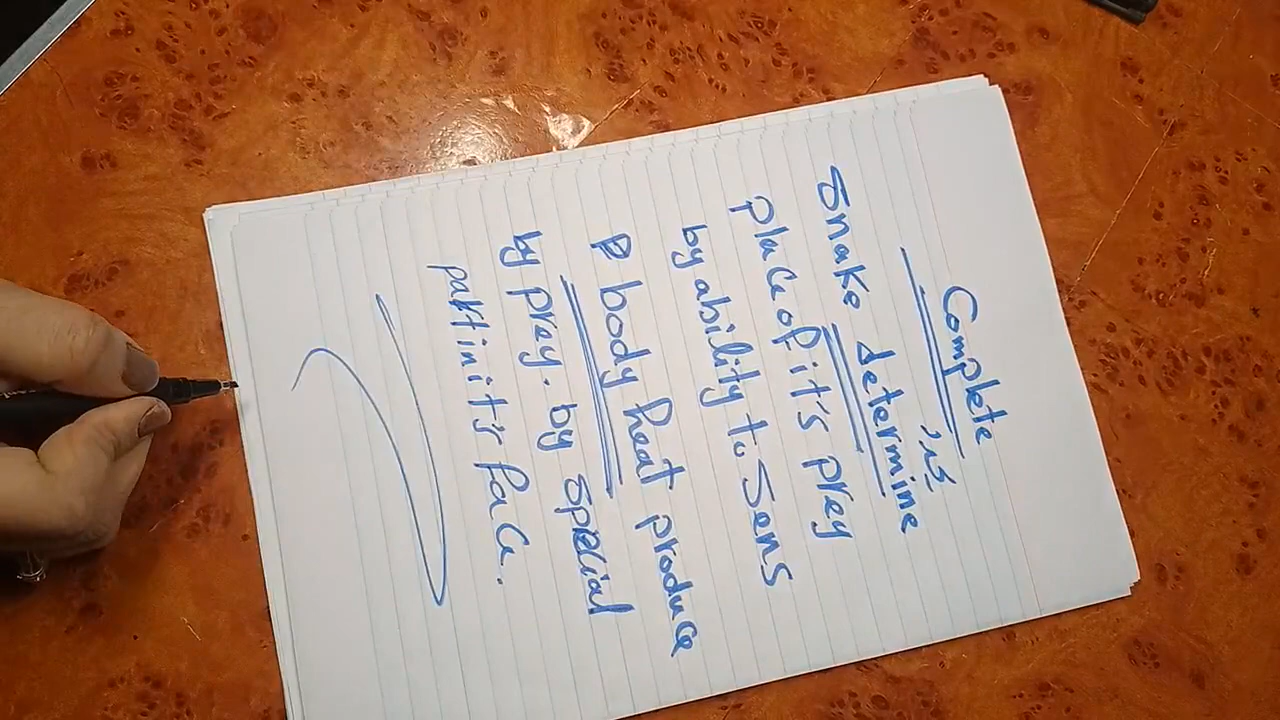 Complete
Snake determine
place of it's prey
by ability to Sens
body heat produce
by prey. by special
part in it's face.